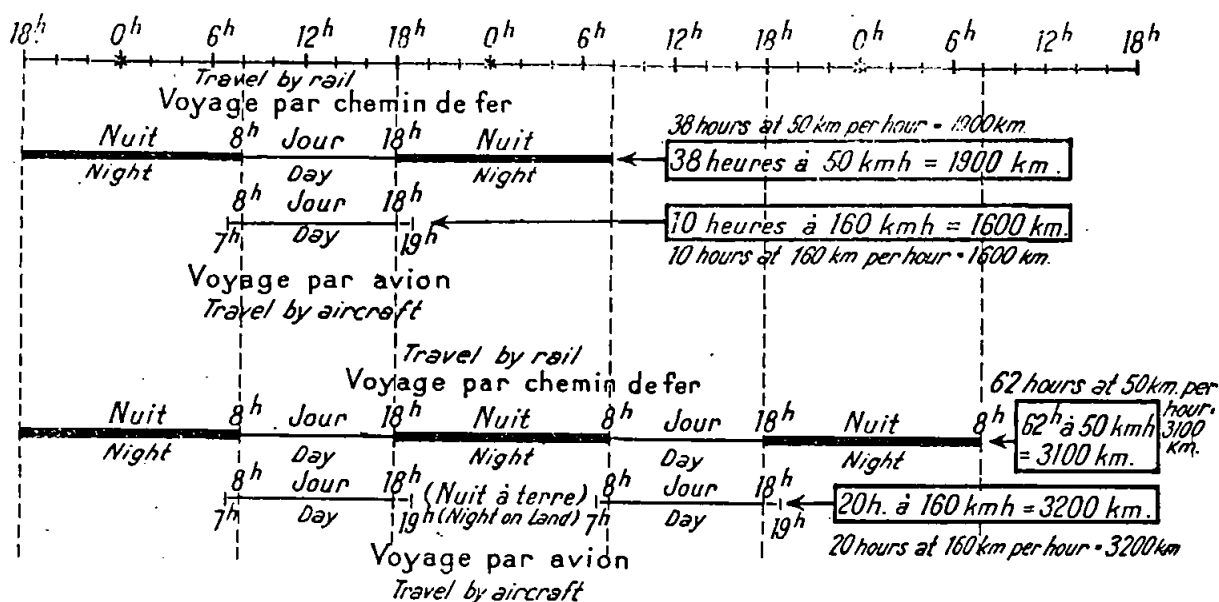 18h 0h 6h 12h 18h 0h 6h 12h 18h 0h 6h 12h 18h
Travel by rail
Voyage par chemin de fer
38 hours at 50 km per hour = 1900 km.
Nuit 8h Jour 18h Nuit
38 heures à 50 kmh = 1900 km.
Night Day Night
8h Jour 18h
10 heures à 160 kmh = 1600 km.
7h Day 19h
10 hours at 160 km per hour = 1600 km.
Voyage par avion
Travel by aircraft
Travel by rail
Voyage par chemin de fer
62 hours at 50 km. per hour = 3100 km.
Nuit 8h Jour 18h Nuit 8h Jour 18h Nuit 8h
62h à 50 kmh
= 3100 km.
Night Day Night Day Night
8h Jour 18h (Nuit à terre) 8h Jour 18h
20h. à 160 kmh = 3200 km.
7h Day 19h (Night on Land) 7h Day 19h
20 hours at 160 km per hour = 3200 km
Voyage par avion
Travel by aircraft